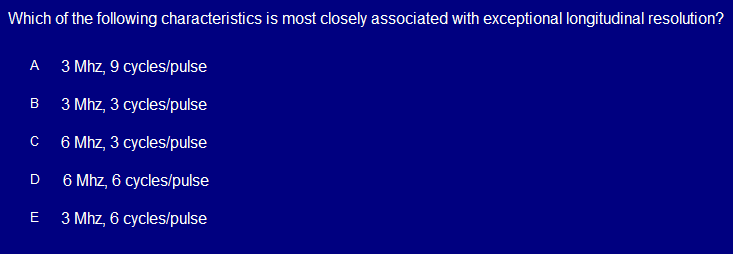 Which of the following characteristics is most closely associated with exceptional longitudinal resolution?
A 3 Mhz, 9 cycles/pulse
B 3 Mhz, 3 cycles/pulse
C 6 Mhz, 3 cycles/pulse
D 6 Mhz, 6 cycles/pulse
E 3 Mhz, 6 cycles/pulse